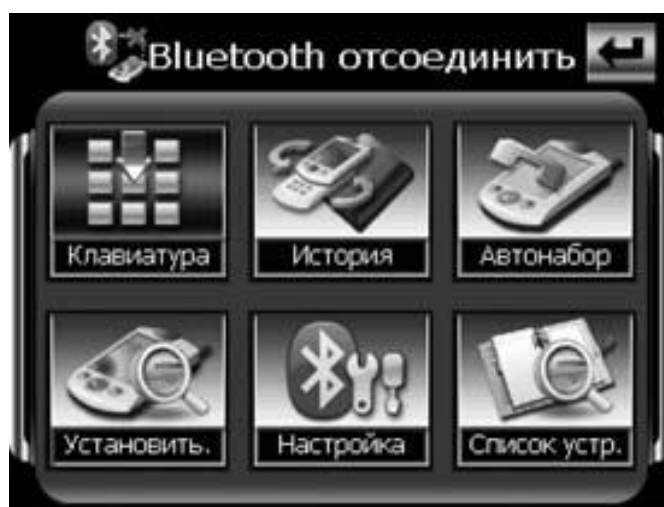 Bluetooth отсоединить
Клавиатура
История
Автонабор
Установить.
Настройка
Список устр.